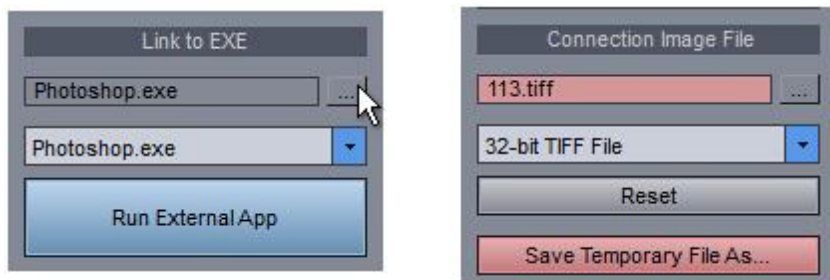 Link to EXE
Photoshop.exe
...
Photoshop.exe
Run External App
Connection Image File
113.tiff
...
32-bit TIFF File
Reset
Save Temporary File As...